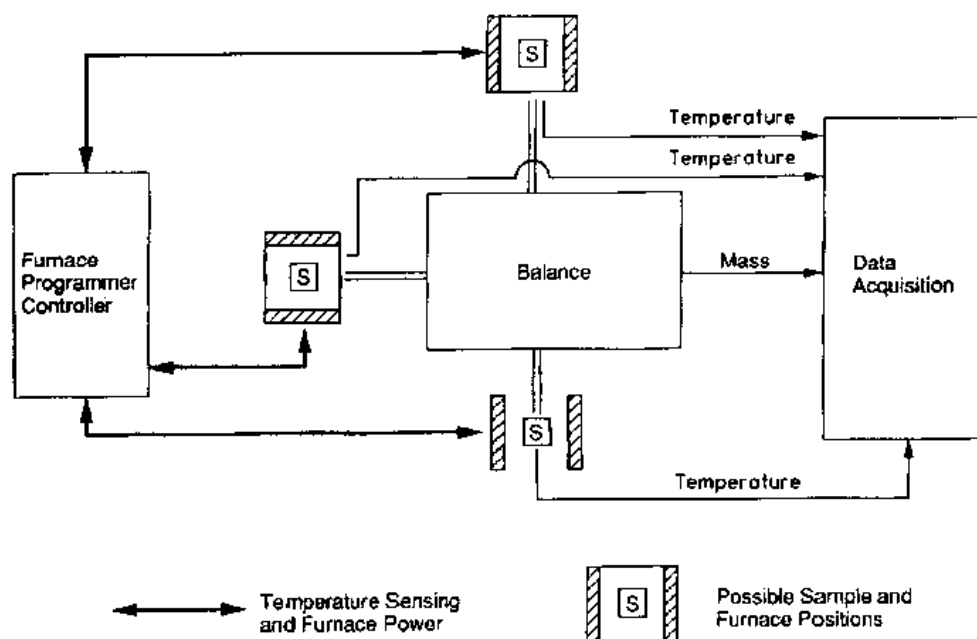 S
Temperature
Temperature
Furnace
Programmer
Controller
S
Balance
Mass
Data
Acquisition
S
Temperature
Temperature Sensing
and Furnace Power
S
Possible Sample and
Furnace Positions